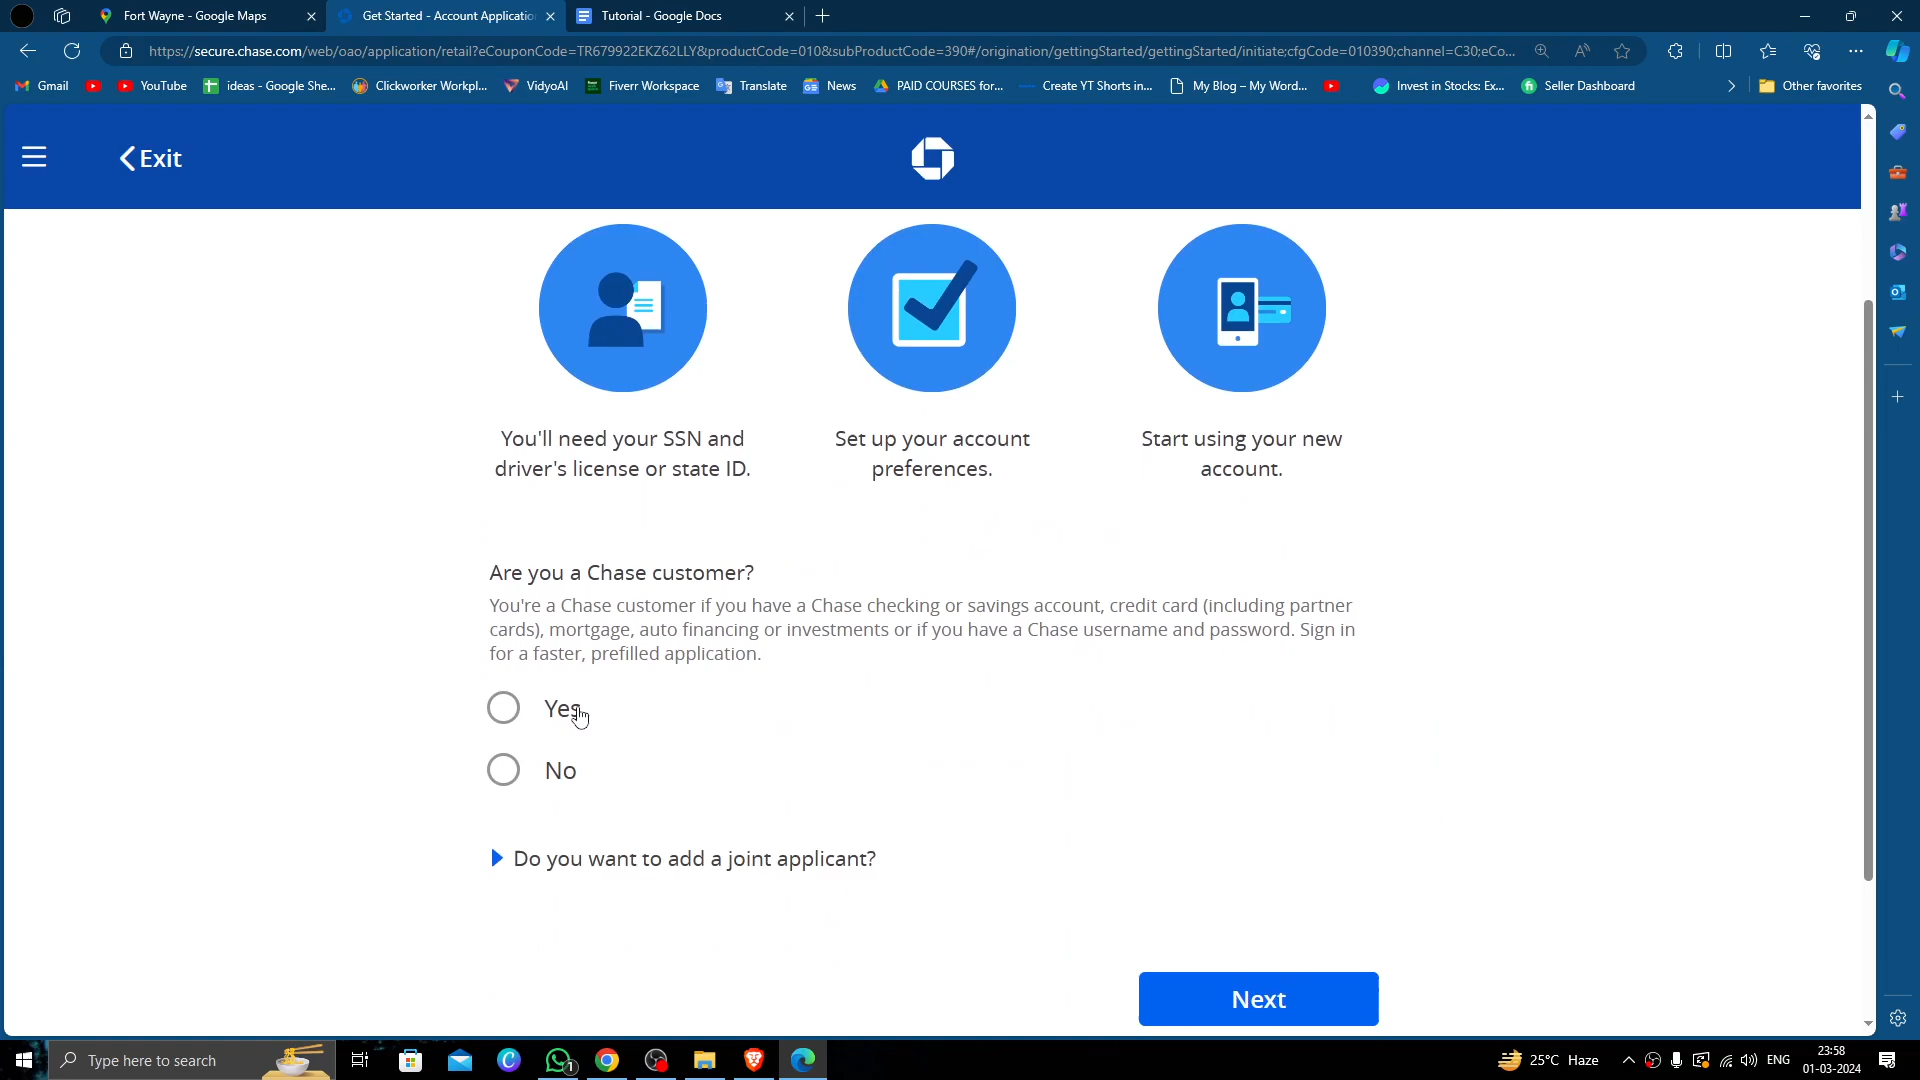 Fort Wayne - Google Maps
Get Started - Account Applicatio
Tutorial - Google Docs
https://secure.chase.com/web/oao/application/retail?eCouponCode=TR679922EKZ62LLY&productCode=010&subProductCode=390#/origination/gettingStarted/gettingStarted/initiate;cfgCode=010390;channel=C30;eCo...
Gmail
YouTube
ideas - Google She...
Clickworker Workpl...
VidyoAI
Fiverr Workspace
Translate
News
PAID COURSES for...
Create YT Shorts in...
My Blog – My Word...
Invest in Stocks: Ex...
Seller Dashboard
Other favorites
Exit
You'll need your SSN and
driver's license or state ID.
Set up your account
preferences.
Start using your new
account.
Are you a Chase customer?
You're a Chase customer if you have a Chase checking or savings account, credit card (including partner
cards), mortgage, auto financing or investments or if you have a Chase username and password. Sign in
for a faster, prefilled application.
Yes
No
Do you want to add a joint applicant?
Next
Type here to search
1
25°C Haze
ENG
23:58
01-03-2024